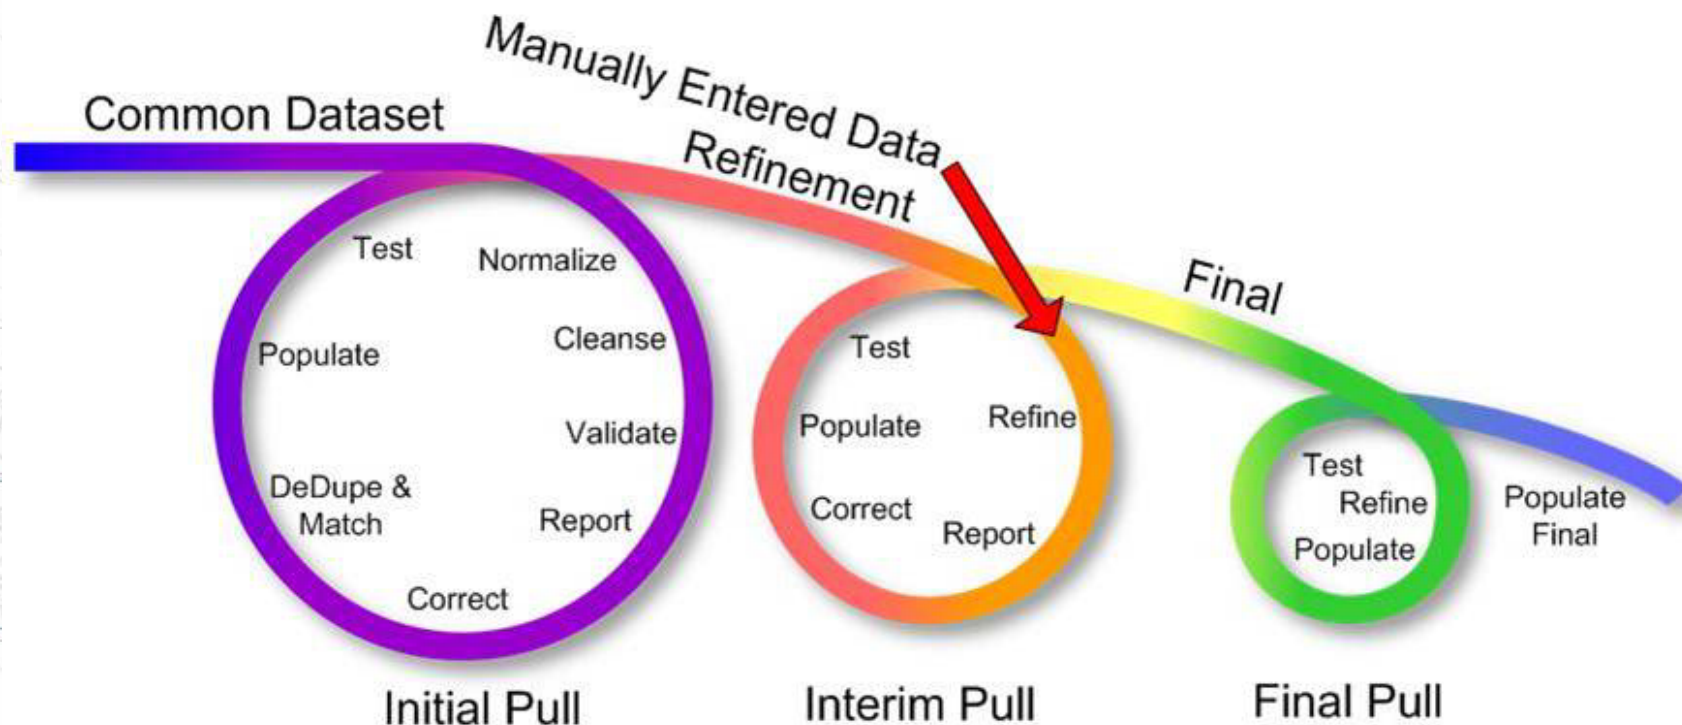 Manually Entered Data
Common Dataset
Refinement
Final
Test
Normalize
Cleanse
Populate
Validate
DeDupe &
Match
Report
Correct
Initial Pull
Test
Refine
Populate
Correct
Report
Interim Pull
Test
Refine
Populate
Final Pull
Populate
Final